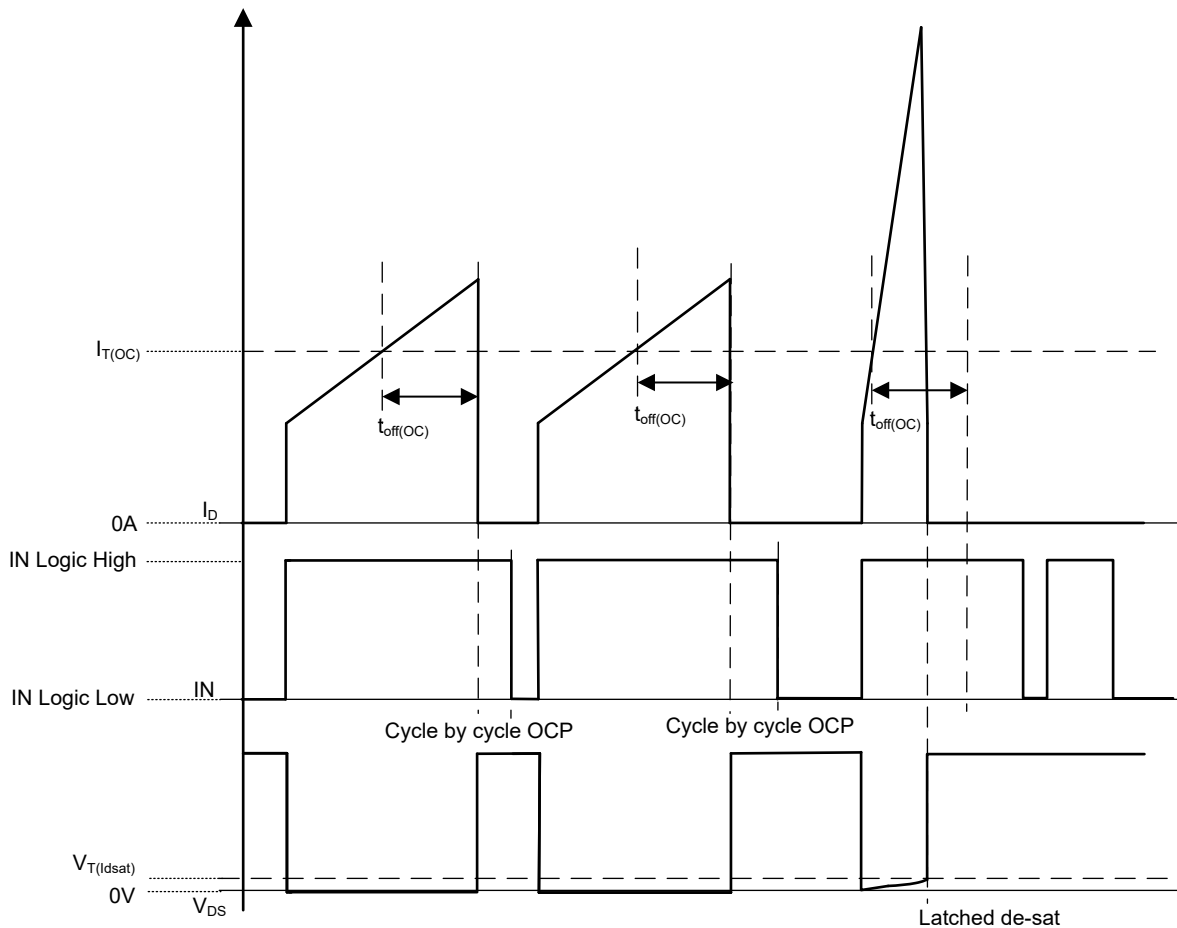 I_T(OC)
t_off(OC)
t_off(OC)
t_off(OC)
I_D
0A
IN Logic High
IN
IN Logic Low
Cycle by cycle OCP
Cycle by cycle OCP
V_T(Idsat)
0V
V_DS
Latched de-sat